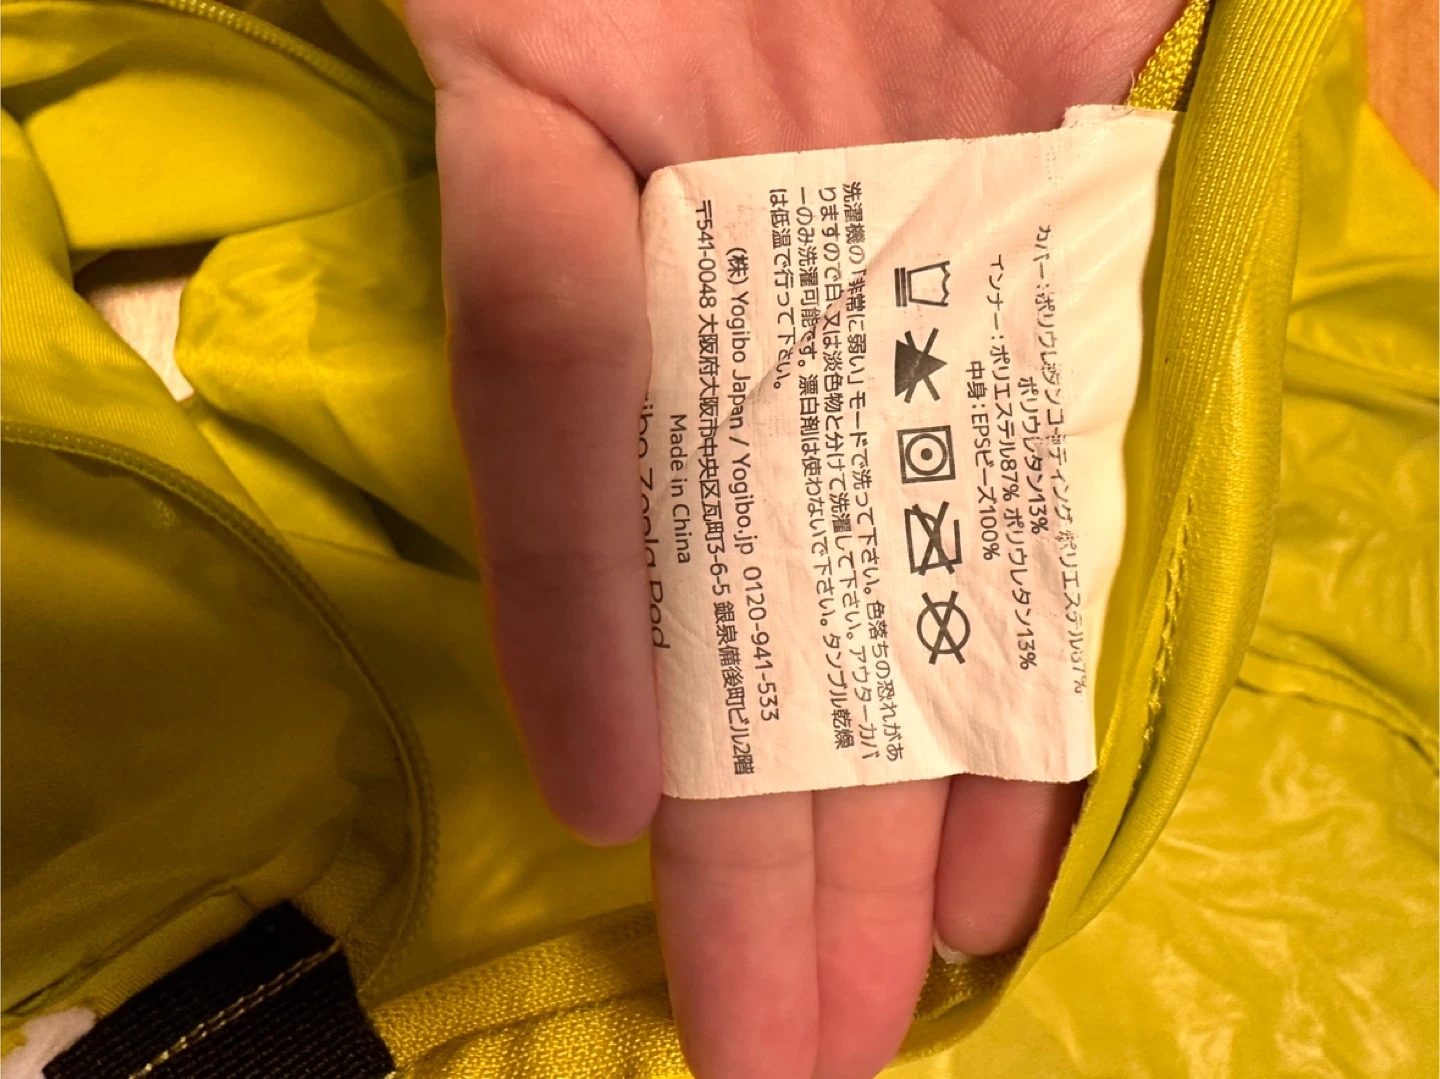 カバー：ポリウレタンコーティング ポリエステル87%
ポリウレタン13%
インナー：ポリエステル87% ポリウレタン13%
中身：EPSビーズ100%
洗濯機の「非常に弱い」モードで洗って下さい。色落ちの恐れがあ
りますので白、又は淡色物と分けて洗濯して下さい。アウターカバ
ーのみ洗濯可能です。漂白剤は使わないで下さい。タンブル乾燥
は低温で行って下さい。
(株) Yogibo Japan / Yogibo.jp 0120-941-533
〒541-0048 大阪府大阪市中央区瓦町3-6-5 銀泉備後町ビル2階
Made in China
Zoola Pod